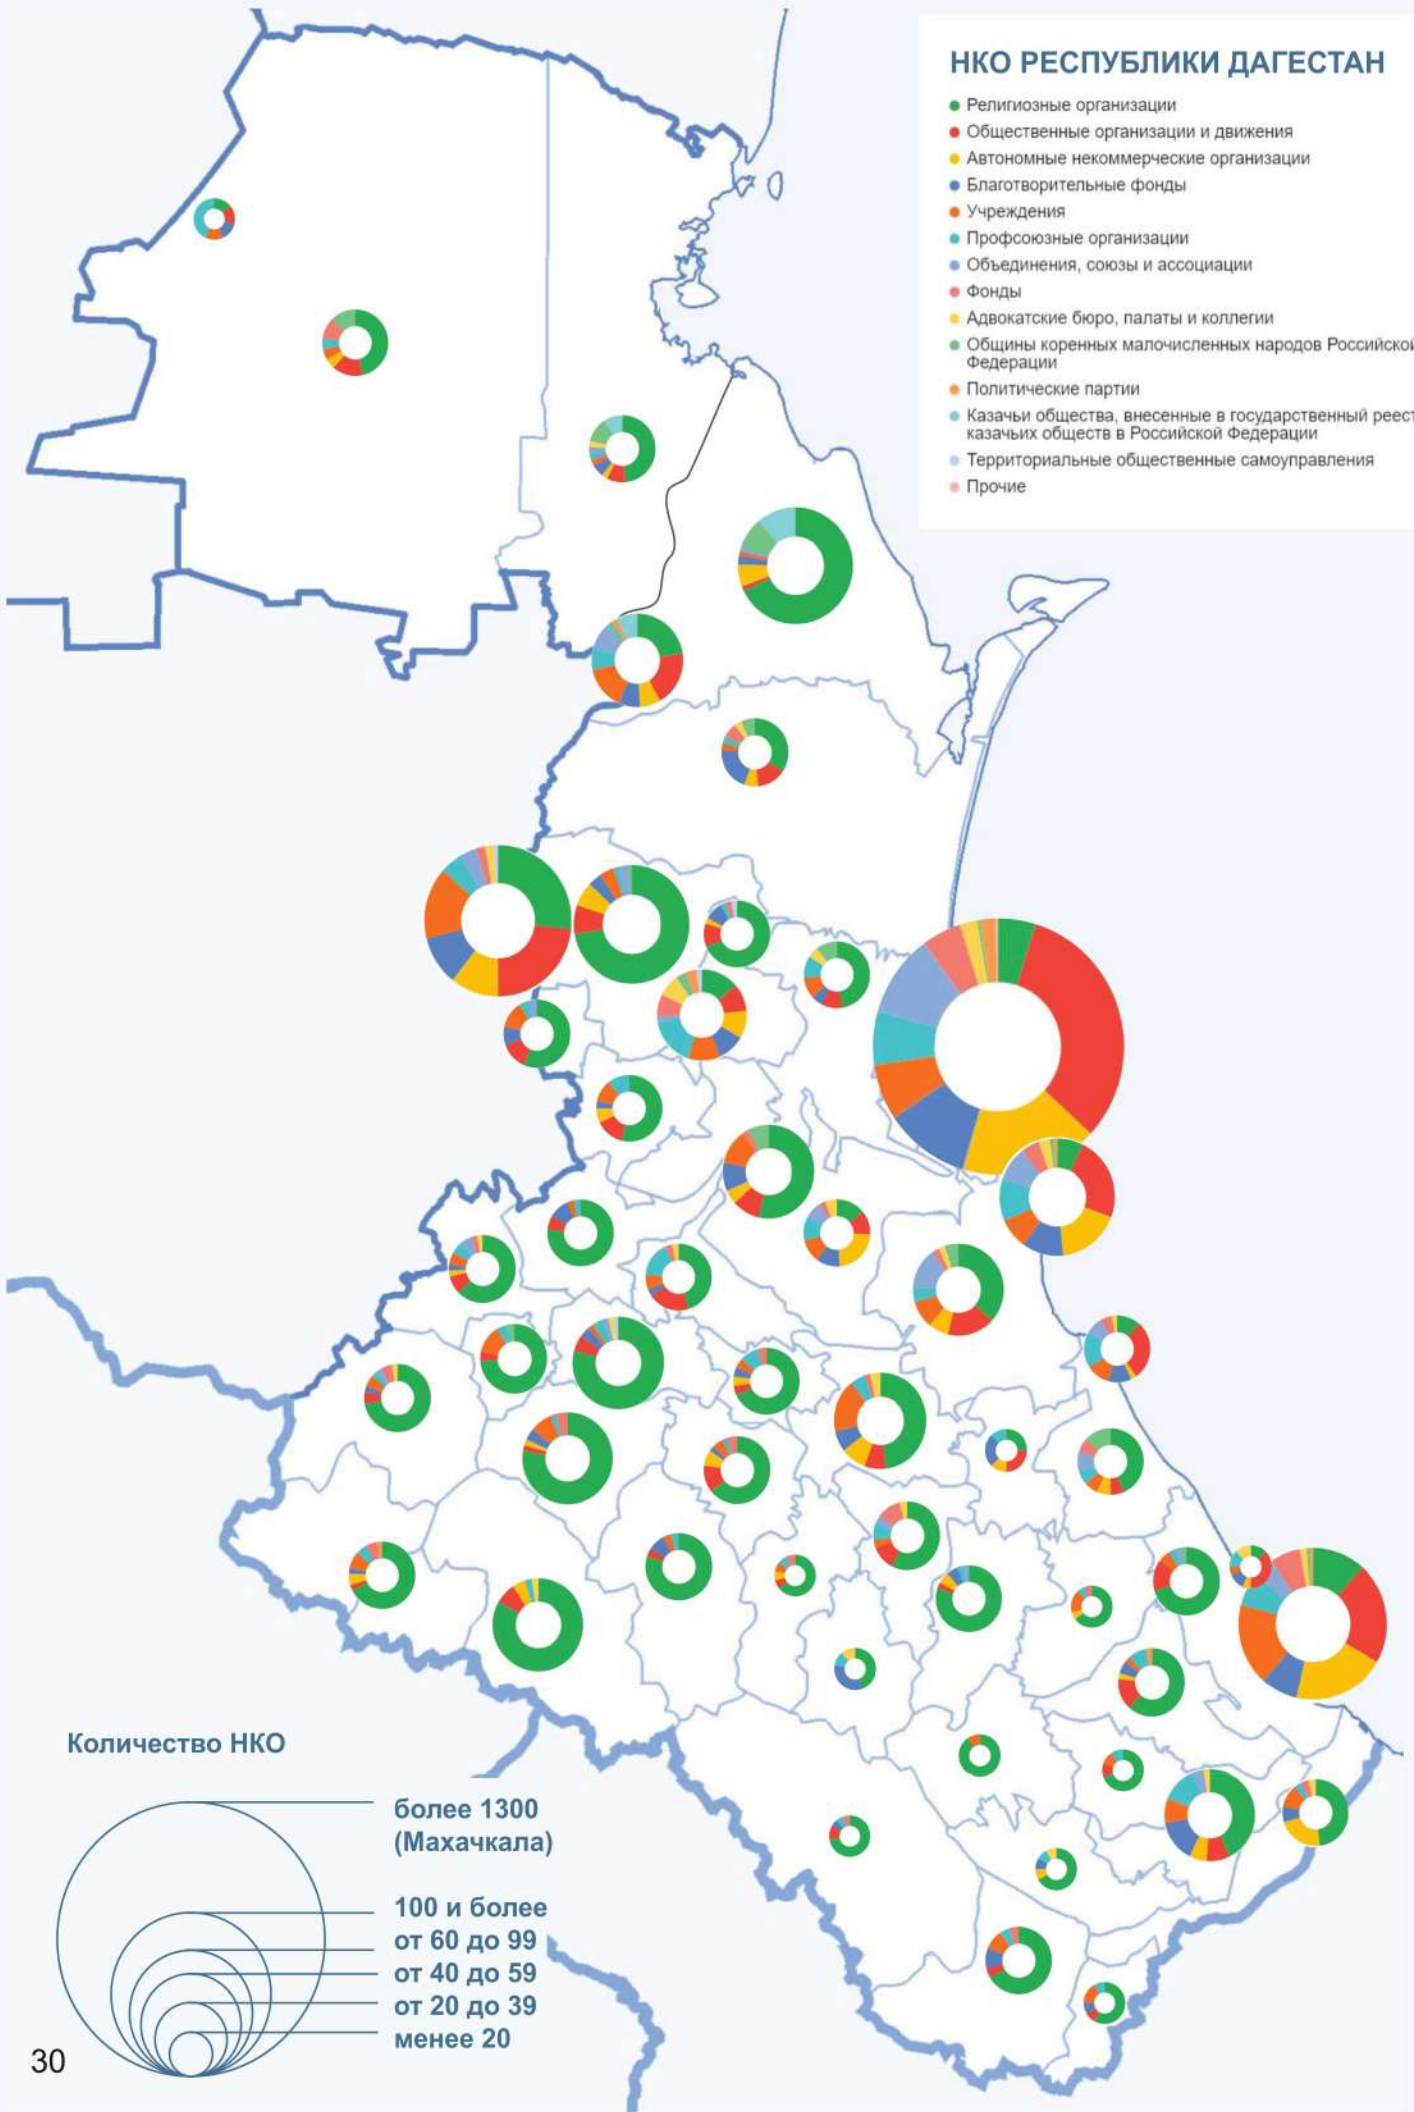 НКО РЕСПУБЛИКИ ДАГЕСТАН
Религиозные организации
Общественные организации и движения
Автономные некоммерческие организации
Благотворительные фонды
Учреждения
Профсоюзные организации
Объединения, союзы и ассоциации
Фонды
Адвокатские бюро, палаты и коллегии
Общины коренных малочисленных народов Российской
Федерации
Политические партии
Казачьи общества, внесенные в государственный реест
казачьих обществ в Российской Федерации
Территориальные общественные самоуправления
Прочие
Количество НКО
более 1300
(Махачкала)
100 и более
от 60 до 99
от 40 до 59
от 20 до 39
менее 20
30